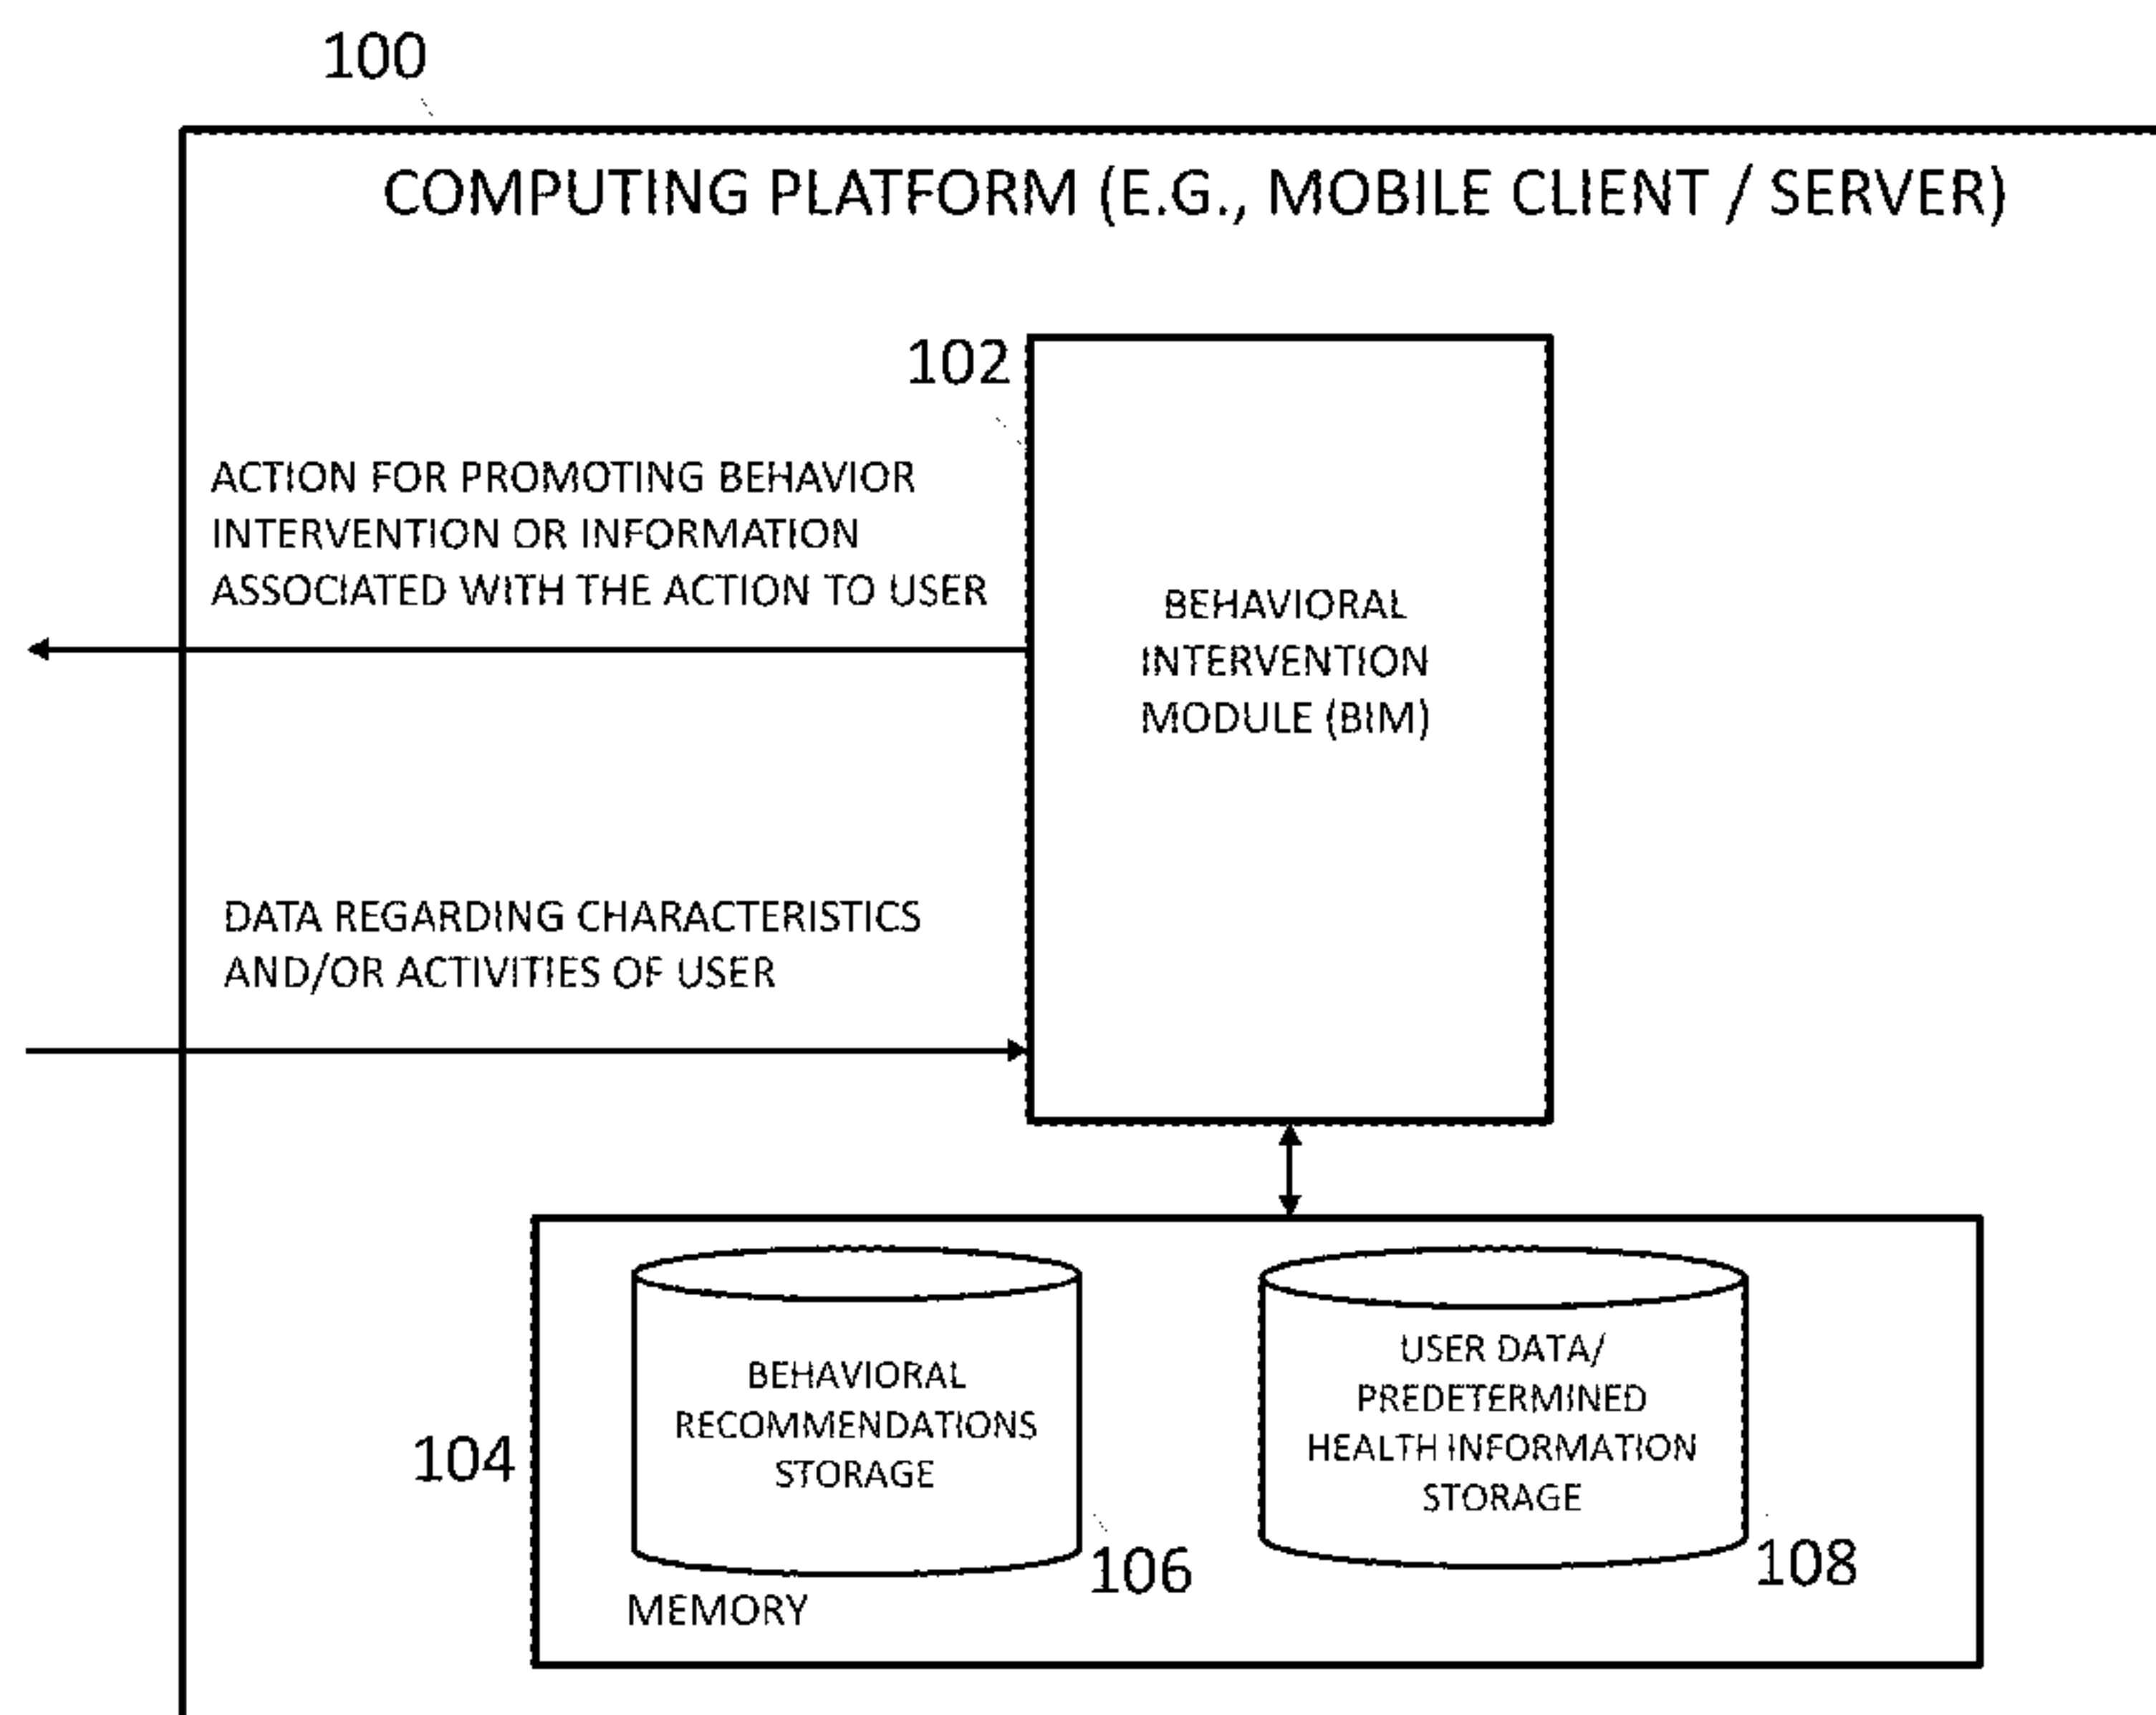 100
COMPUTING PLATFORM (E.G., MOBILE CLIENT / SERVER)
102
ACTION FOR PROMOTING BEHAVIOR
INTERVENTION OR INFORMATION
ASSOCIATED WITH THE ACTION TO USER
BEHAVIORAL
INTERVENTION
MODULE (BIM)
DATA REGARDING CHARACTERISTICS
AND/OR ACTIVITIES OF USER
104
BEHAVIORAL
RECOMMENDATIONS
STORAGE
106
USER DATA/
PREDETERMINED
HEALTH INFORMATION
STORAGE
108
MEMORY